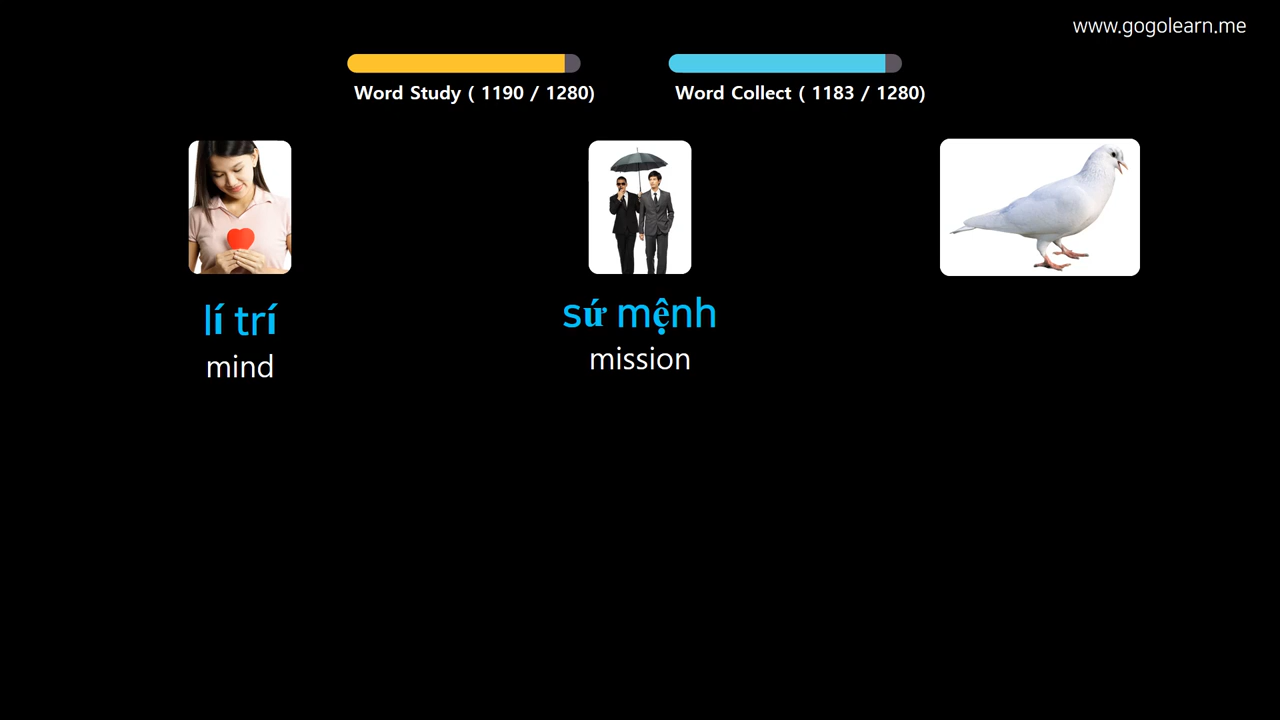 www.gogolearn.me
Word Study ( 1190 / 1280)
Word Collect ( 1183 / 1280)
lí trí
mind
sứ mệnh
mission